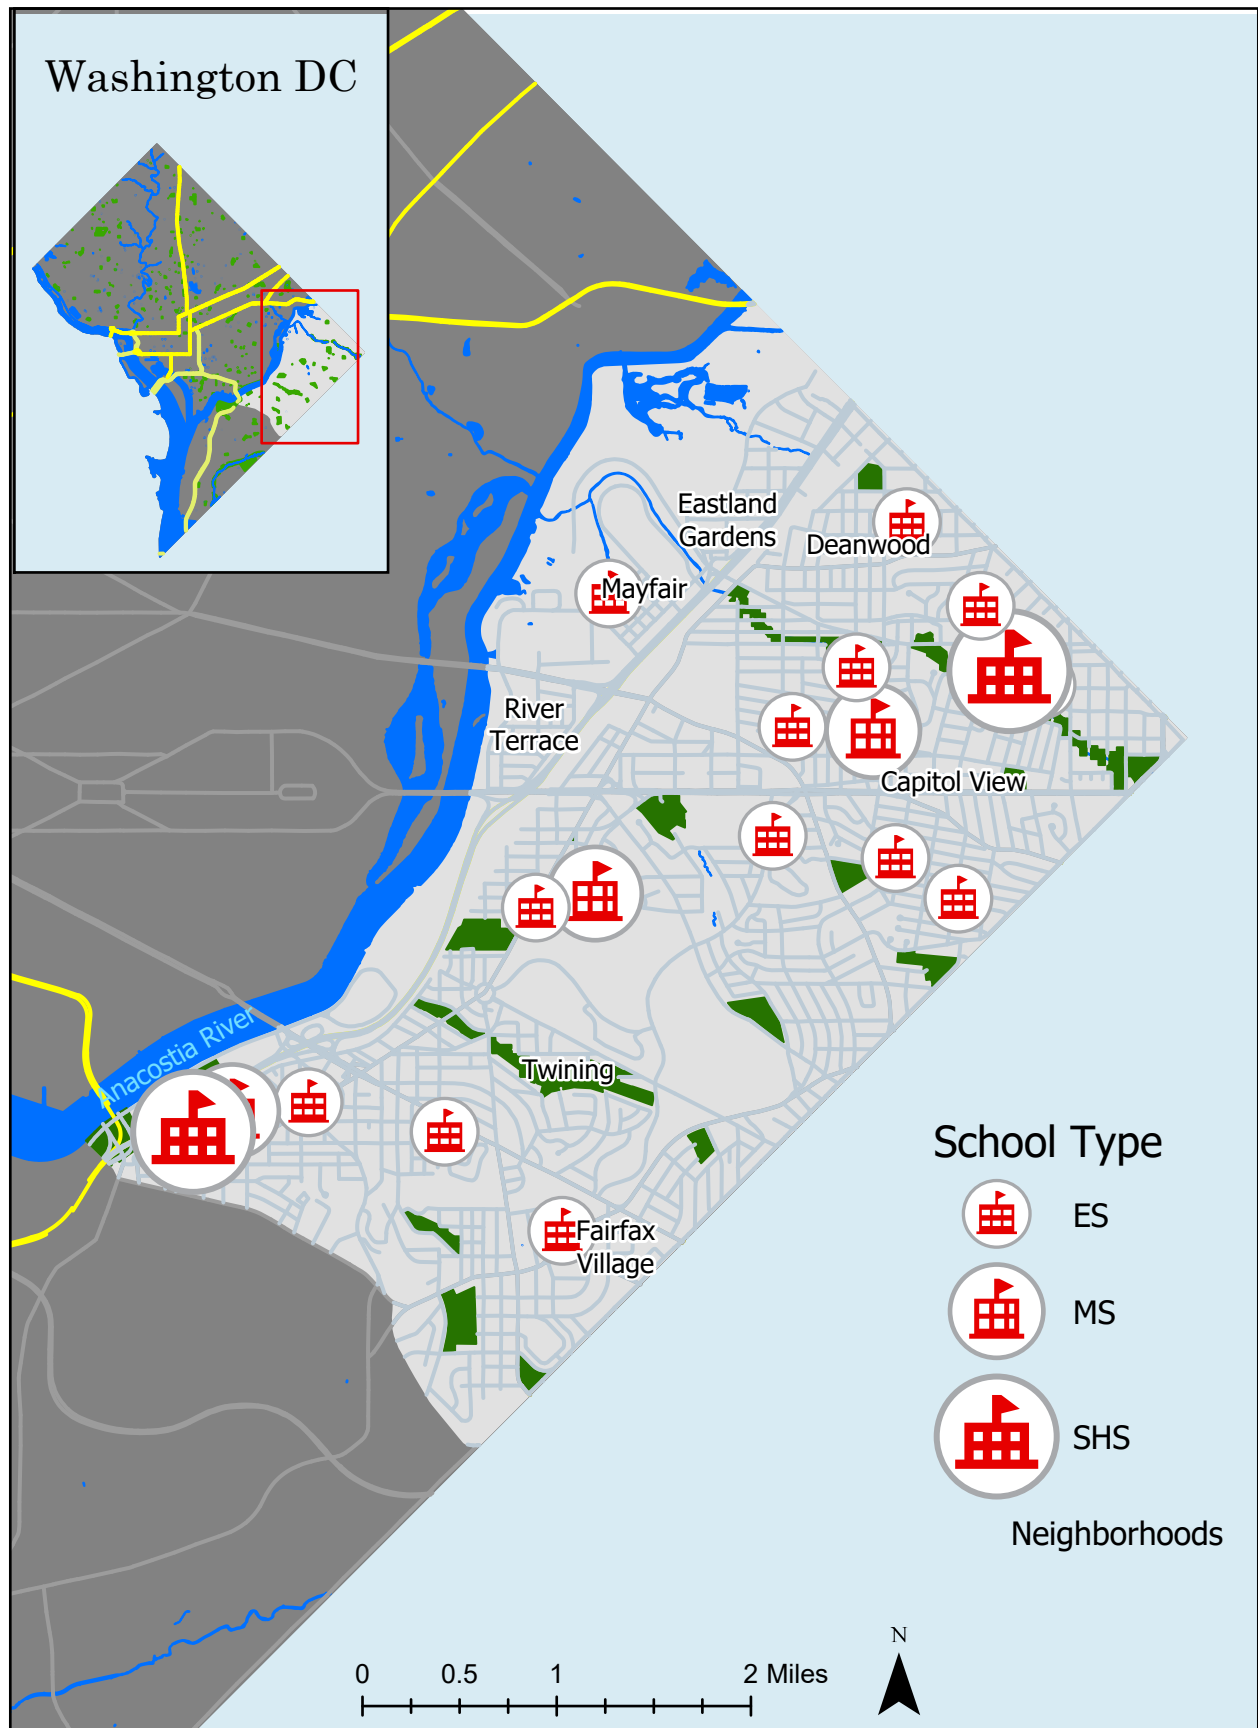 Washington DC
Eastland
Gardens
Deanwood
Mayfair
River
Terrace
Capitol View
Anacostia River
Twining
Fairfax
Village
School Type
ES
MS
SHS
Neighborhoods
N
0 0.5 1 2 Miles